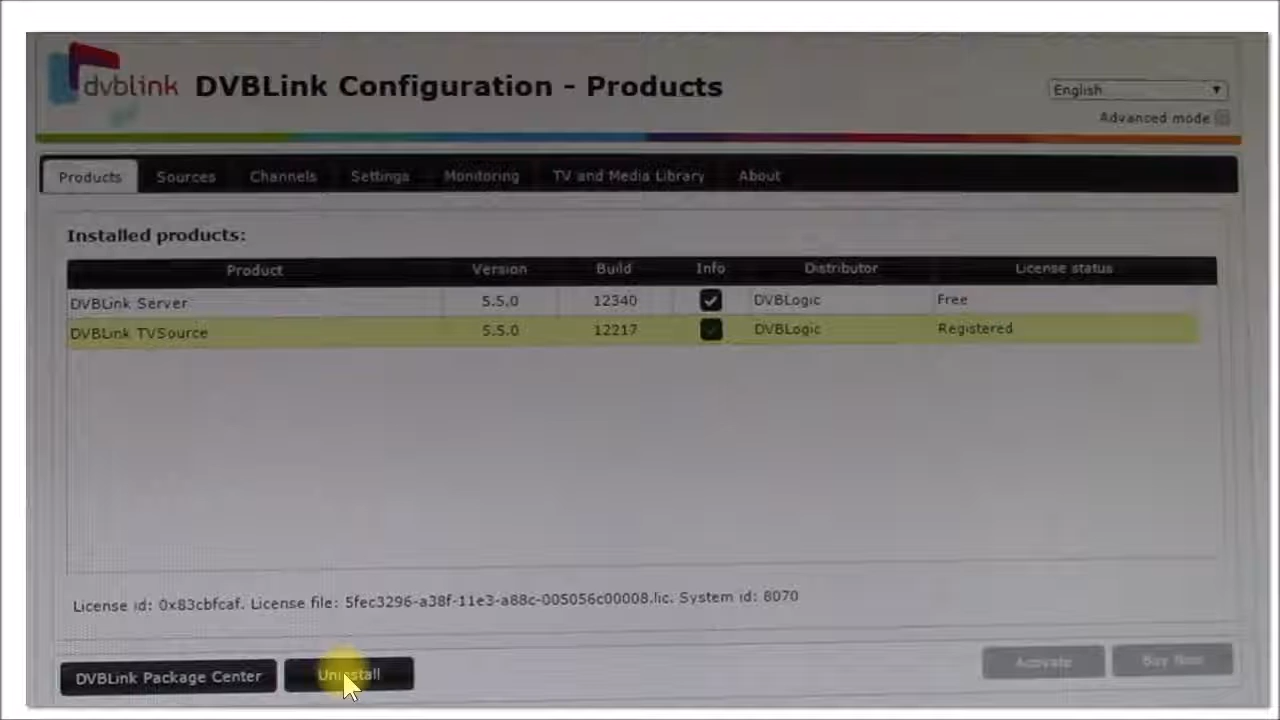 dvblink DVBLink Configuration - Products
English
Advanced mode
Products Sources Channels Settings Monitoring TV and Media Library About
Installed products:
Product Version Build Info Distributor License status
DVBLink Server 5.5.0 12340 DVBLogic Free
DVBLink TVSource 5.5.0 12217 DVBLogic Registered
License id: 0x83cbfcaf. License file: 5fec3296-a38f-11e3-a88c-005056c00008.lic. System id: 8070
DVBLink Package Center Uninstall Activate Buy Now